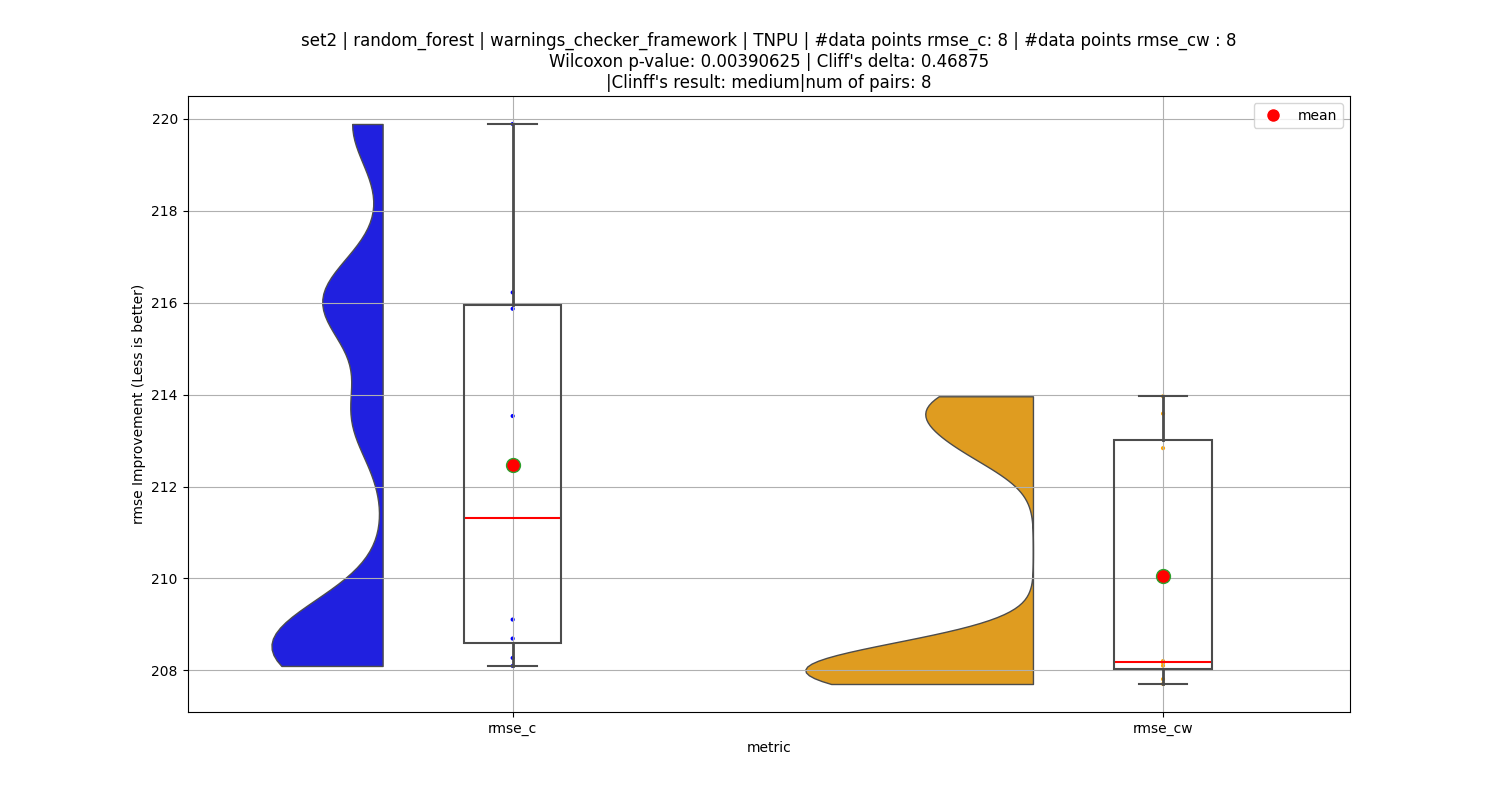 set2 | random_forest | warnings_checker_framework | TNPU | #data points rmse_c: 8 | #data points rmse_cw : 8
Wilcoxon p-value: 0.00390625 | Cliff's delta: 0.46875
|Clinff's result: medium|num of pairs: 8
mean
220
218
216
214
212
210
208
rmse Improvement (Less is better)
rmse_c
rmse_cw
metric